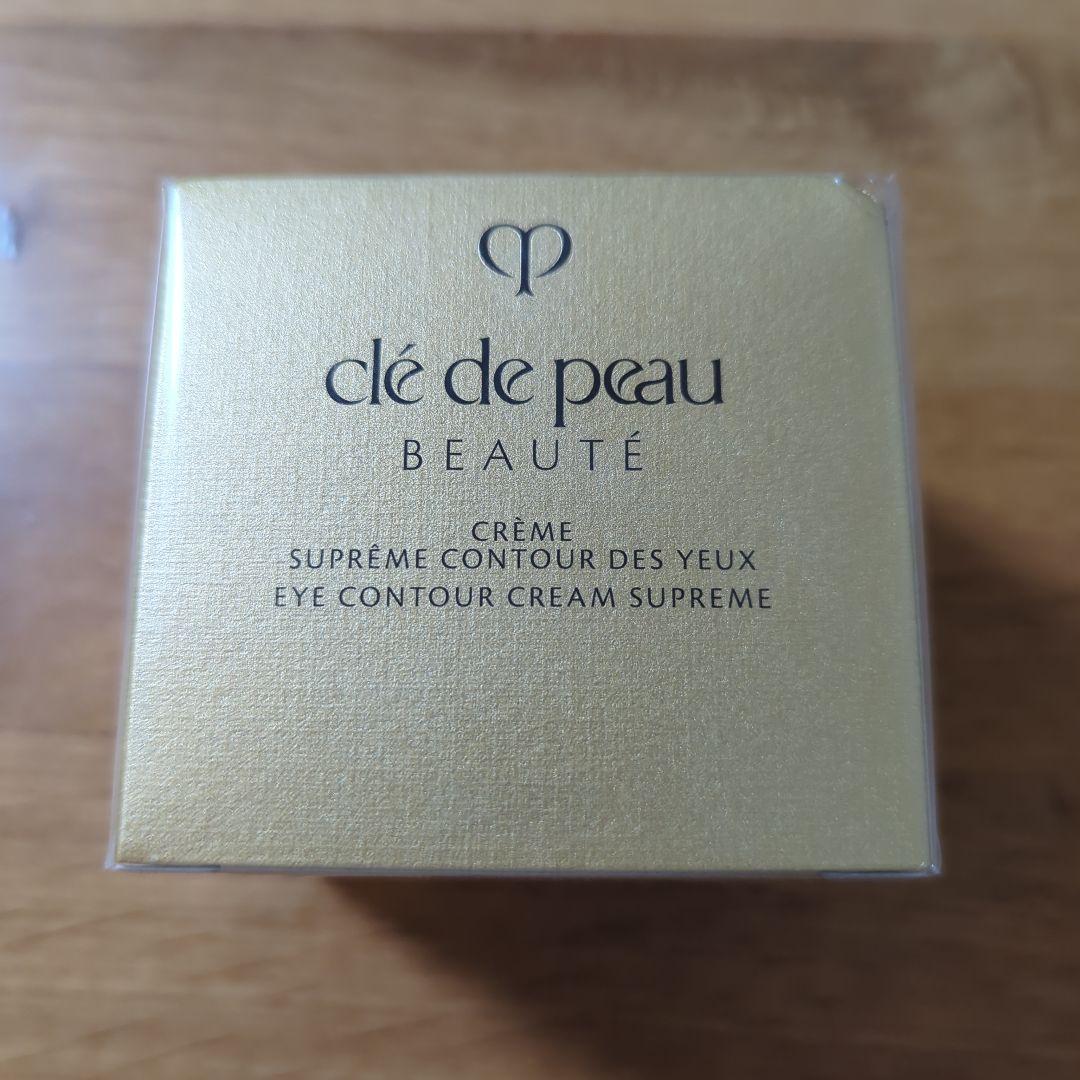 clé de peau
BEAUTÉ
CRÈME
SUPRÊME CONTOUR DES YEUX
EYE CONTOUR CREAM SUPREME